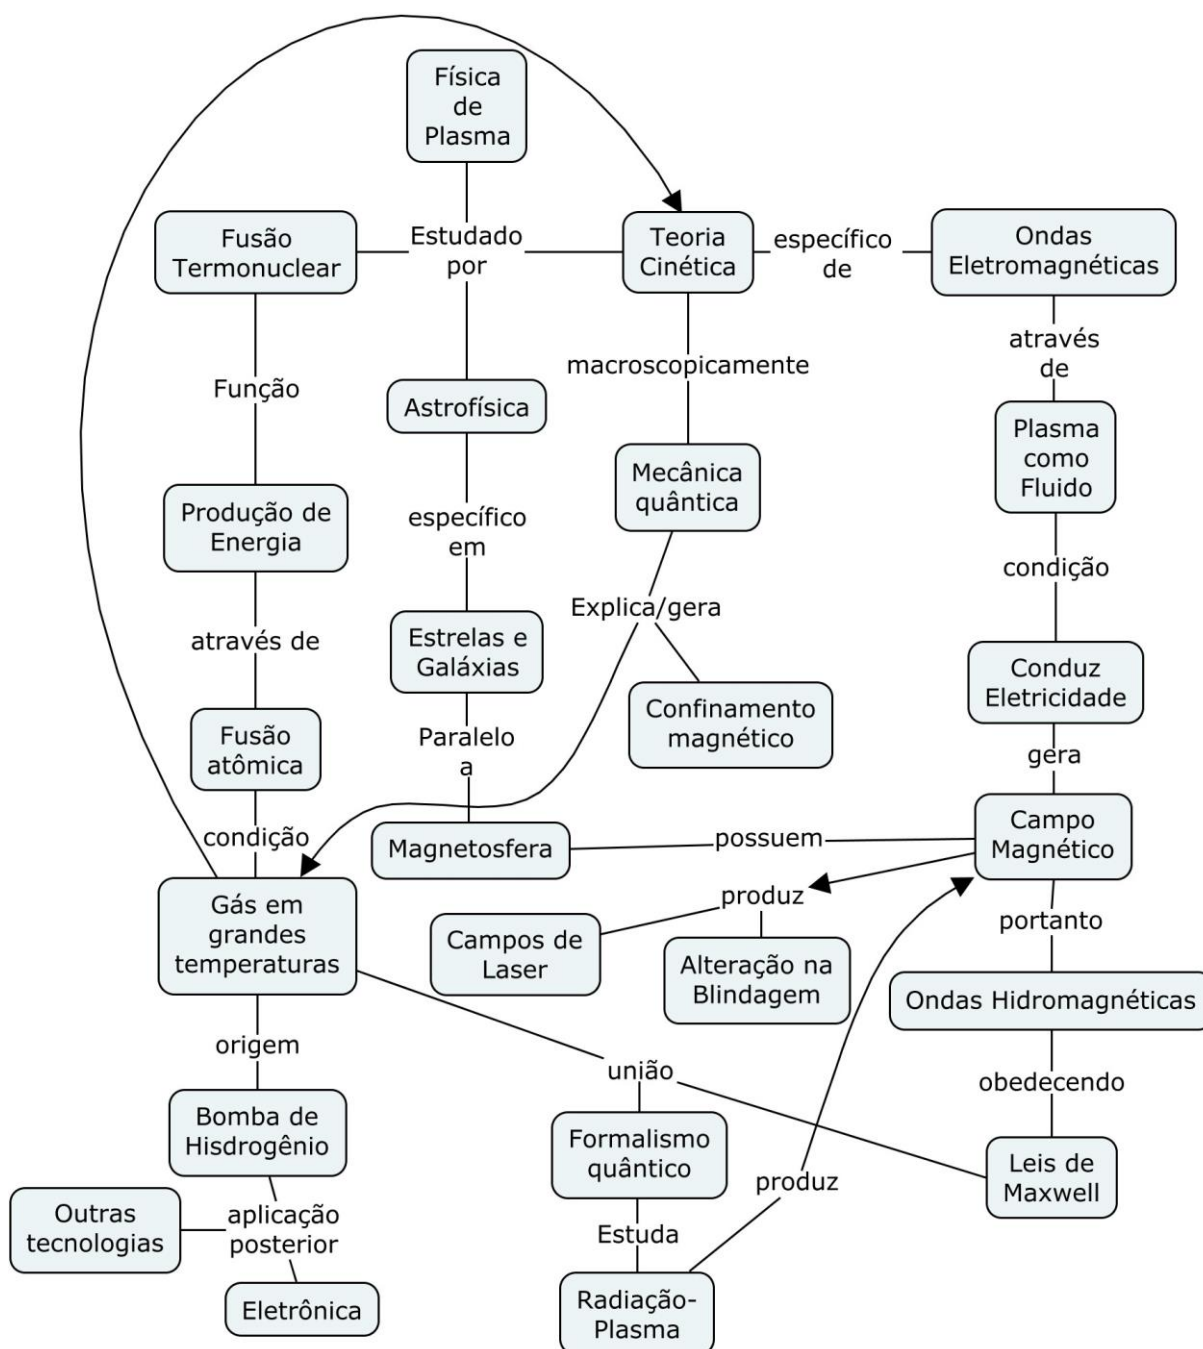 Física
de
Plasma
Fusão
Termonuclear
Estudado
por
Teoria
Cinética
específico
de
Ondas
Eletromagnéticas
Função
macroscopicamente
através
de
Astrofísica
Plasma
como
Fluido
Produção de
Energia
específico
em
Mecânica
quântica
condição
através de
Explica/gera
Estrelas e
Galáxias
Conduz
Eletricidade
Fusão
atômica
Paralelo
a
Confinamento
magnético
gera
condição
Magnetosfera
possuem
Campo
Magnético
Gás em
grandes
temperaturas
produz
portanto
Campos de
Laser
Alteração na
Blindagem
Ondas Hidromagnéticas
origem
união
obedecendo
Bomba de
Hisdrogênio
Formalismo
quântico
produz
Leis de
Maxwell
Outras
tecnologias
aplicação
posterior
Estuda
Eletrônica
Radiação-
Plasma